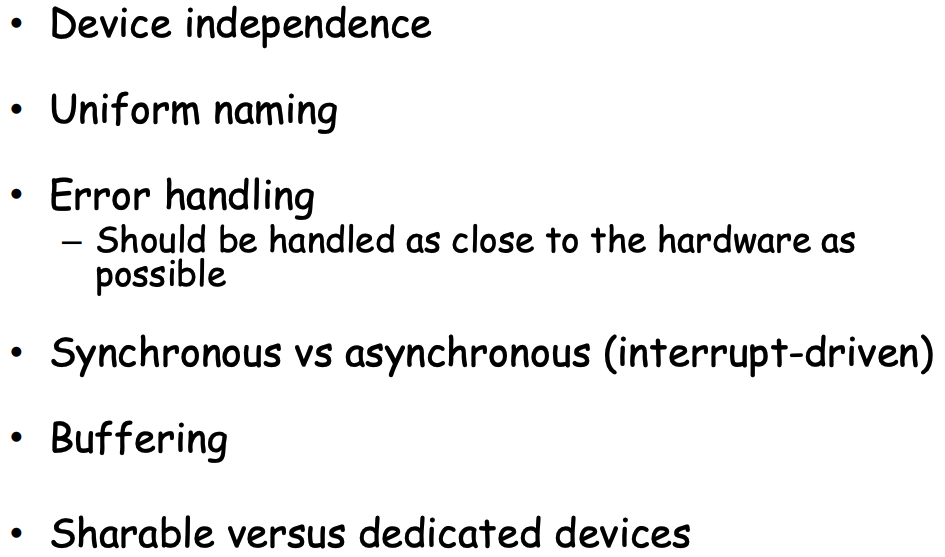 • Device independence
• Uniform naming
• Error handling
– Should be handled as close to the hardware as
possible
• Synchronous vs asynchronous (interrupt-driven)
• Buffering
• Sharable versus dedicated devices